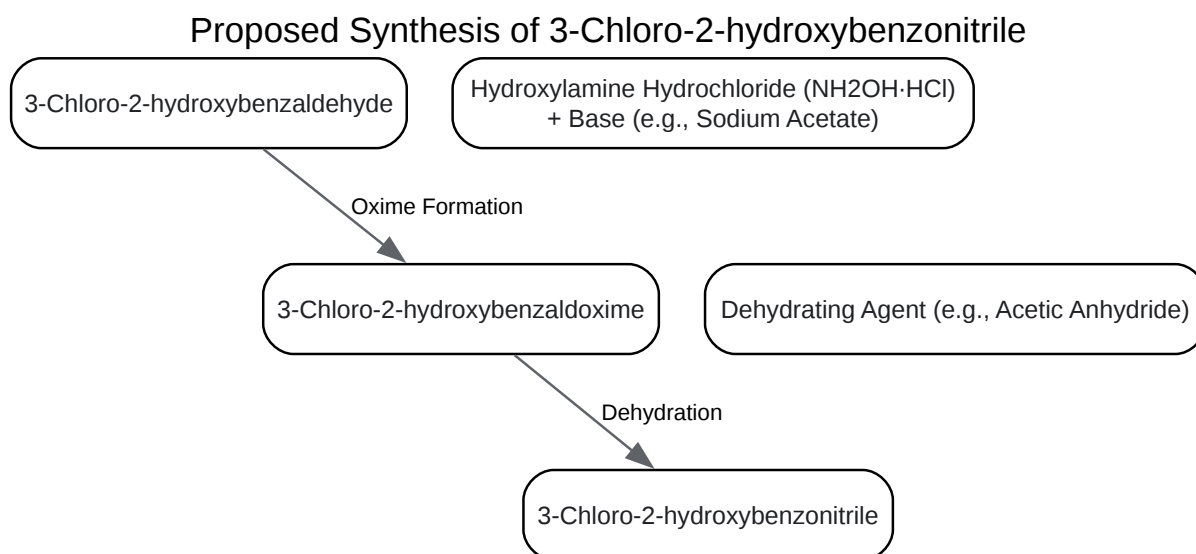 Proposed Synthesis of 3-Chloro-2-hydroxybenzonitrile
3-Chloro-2-hydroxybenzaldehyde
Hydroxylamine Hydrochloride (NH2OH·HCl)
+ Base (e.g., Sodium Acetate)
Oxime Formation
3-Chloro-2-hydroxybenzaldoxime
Dehydrating Agent (e.g., Acetic Anhydride)
Dehydration
3-Chloro-2-hydroxybenzonitrile